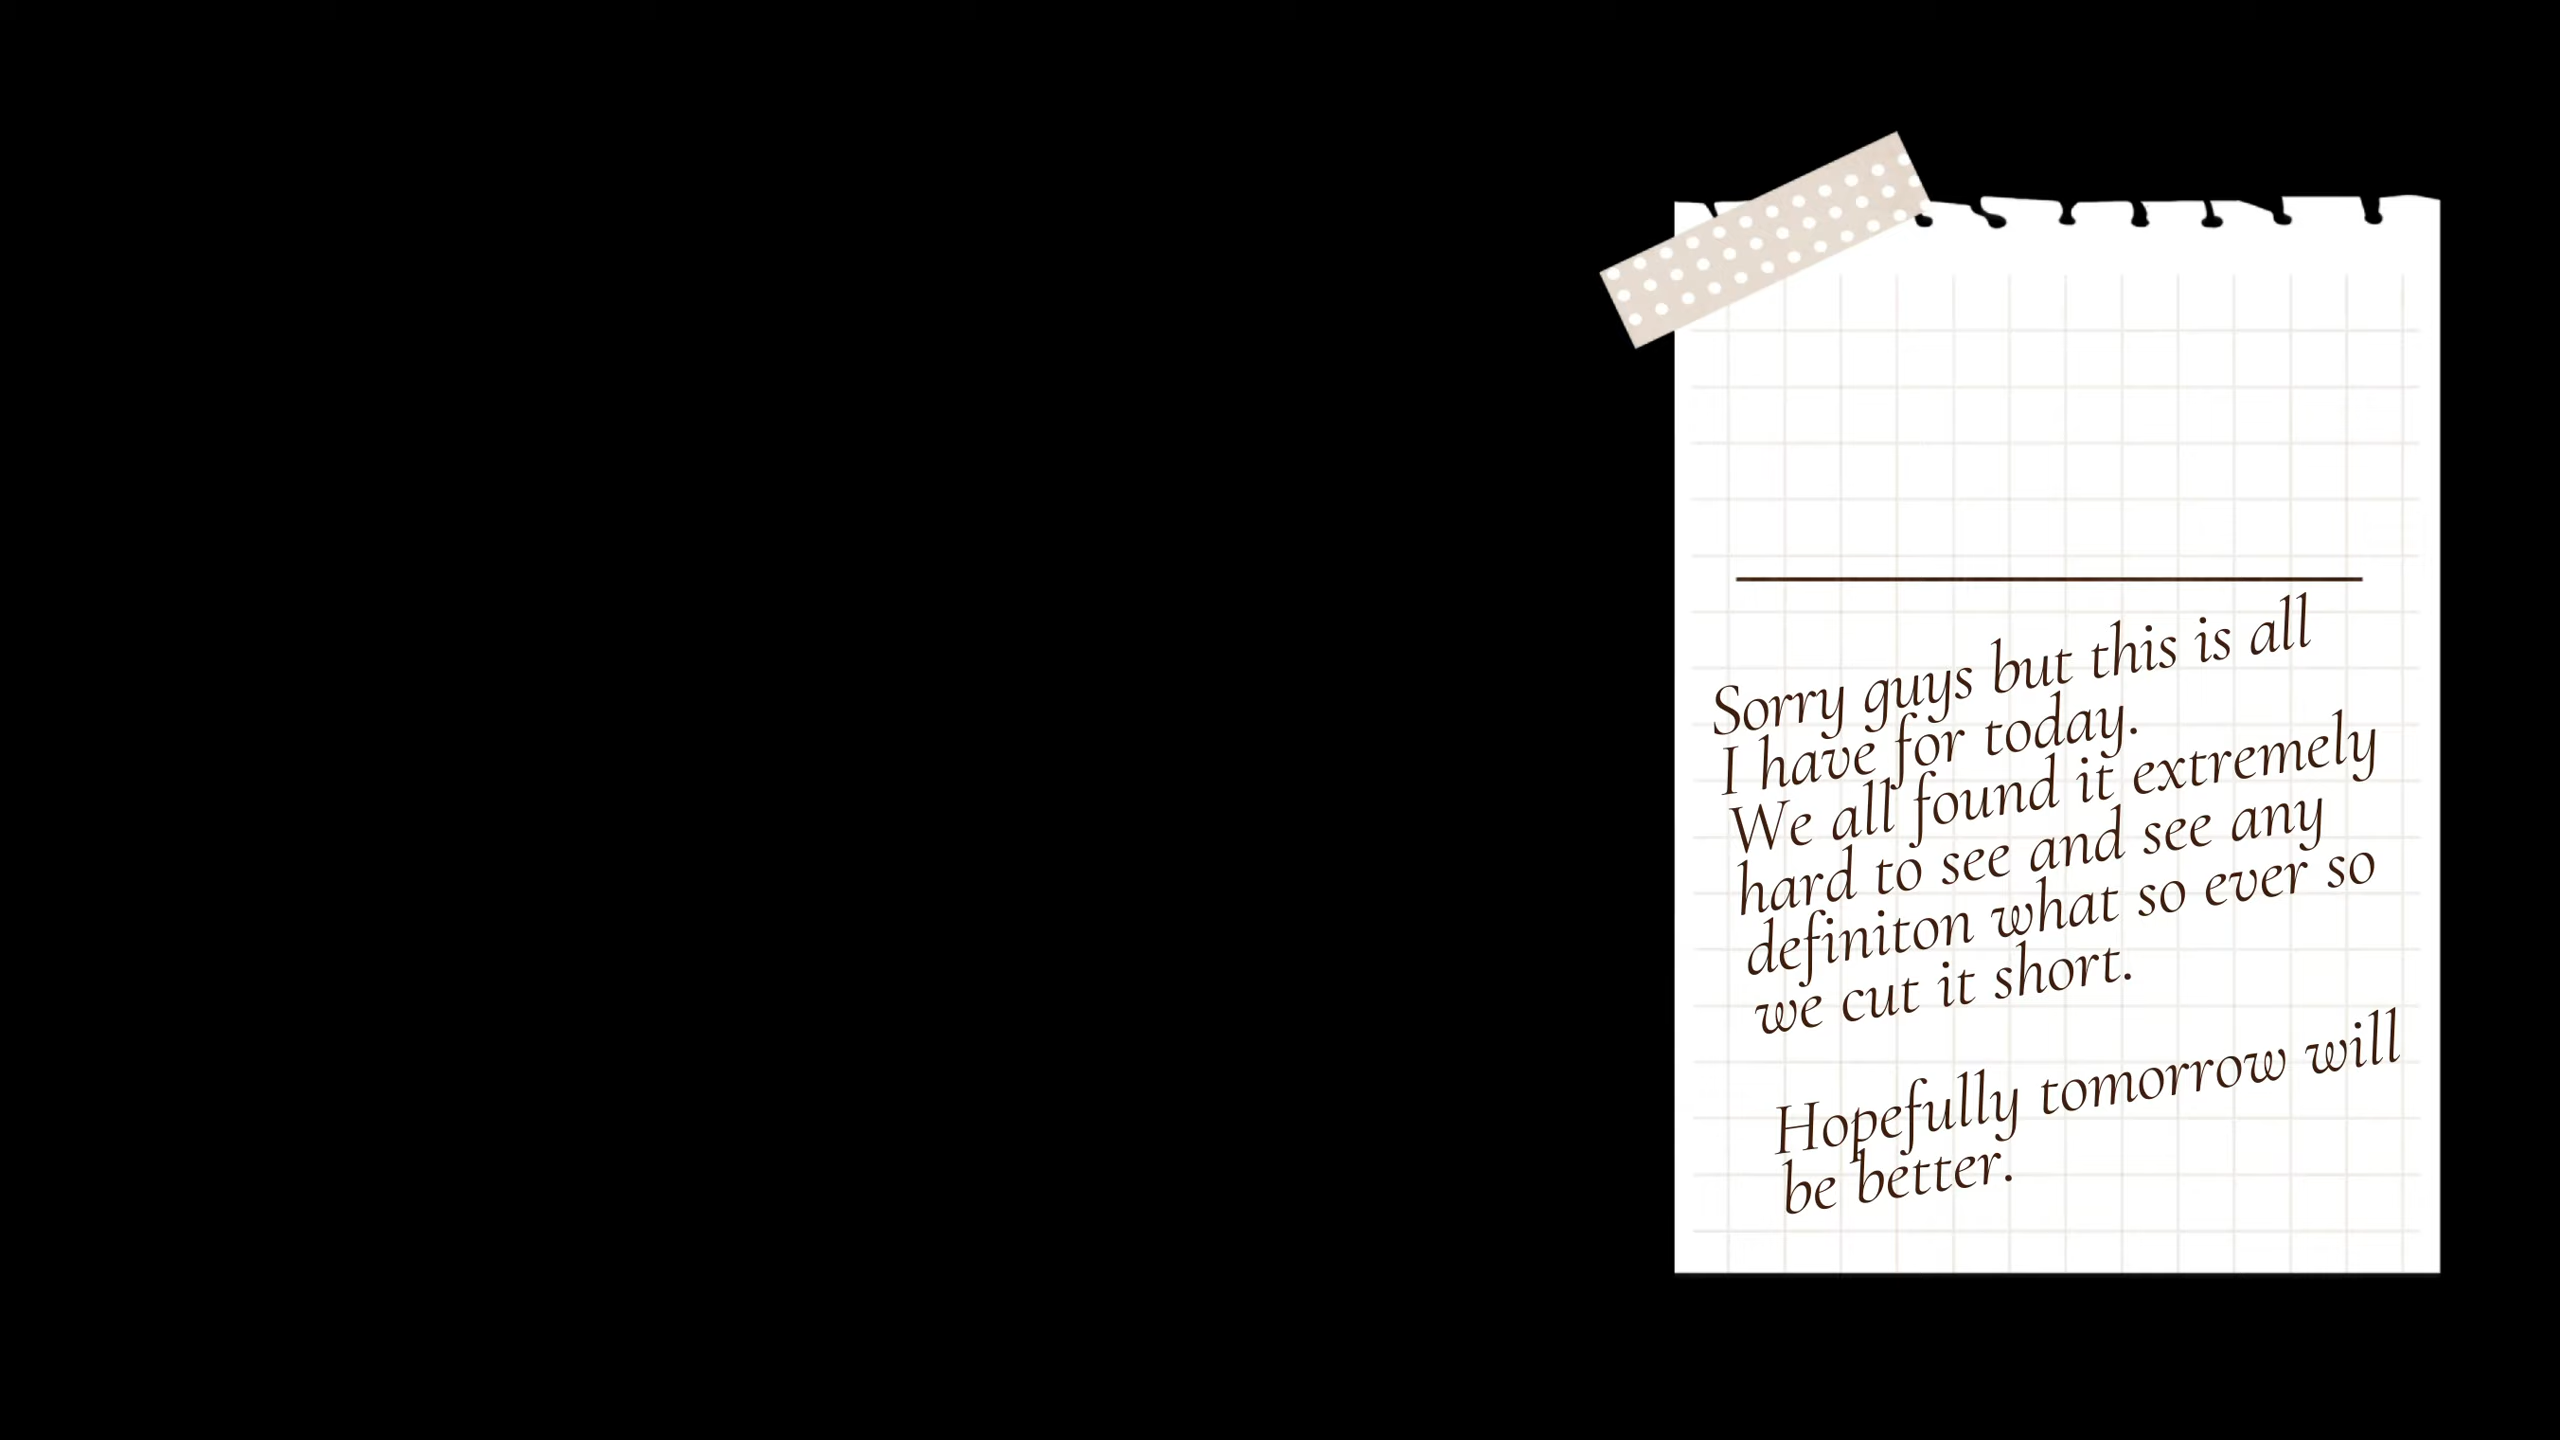 Sorry guys but this is all
I have for today.
We all found it extremely
hard to see and see any
definiton what so ever so
we cut it short.
Hopefully tomorrow will
be better.